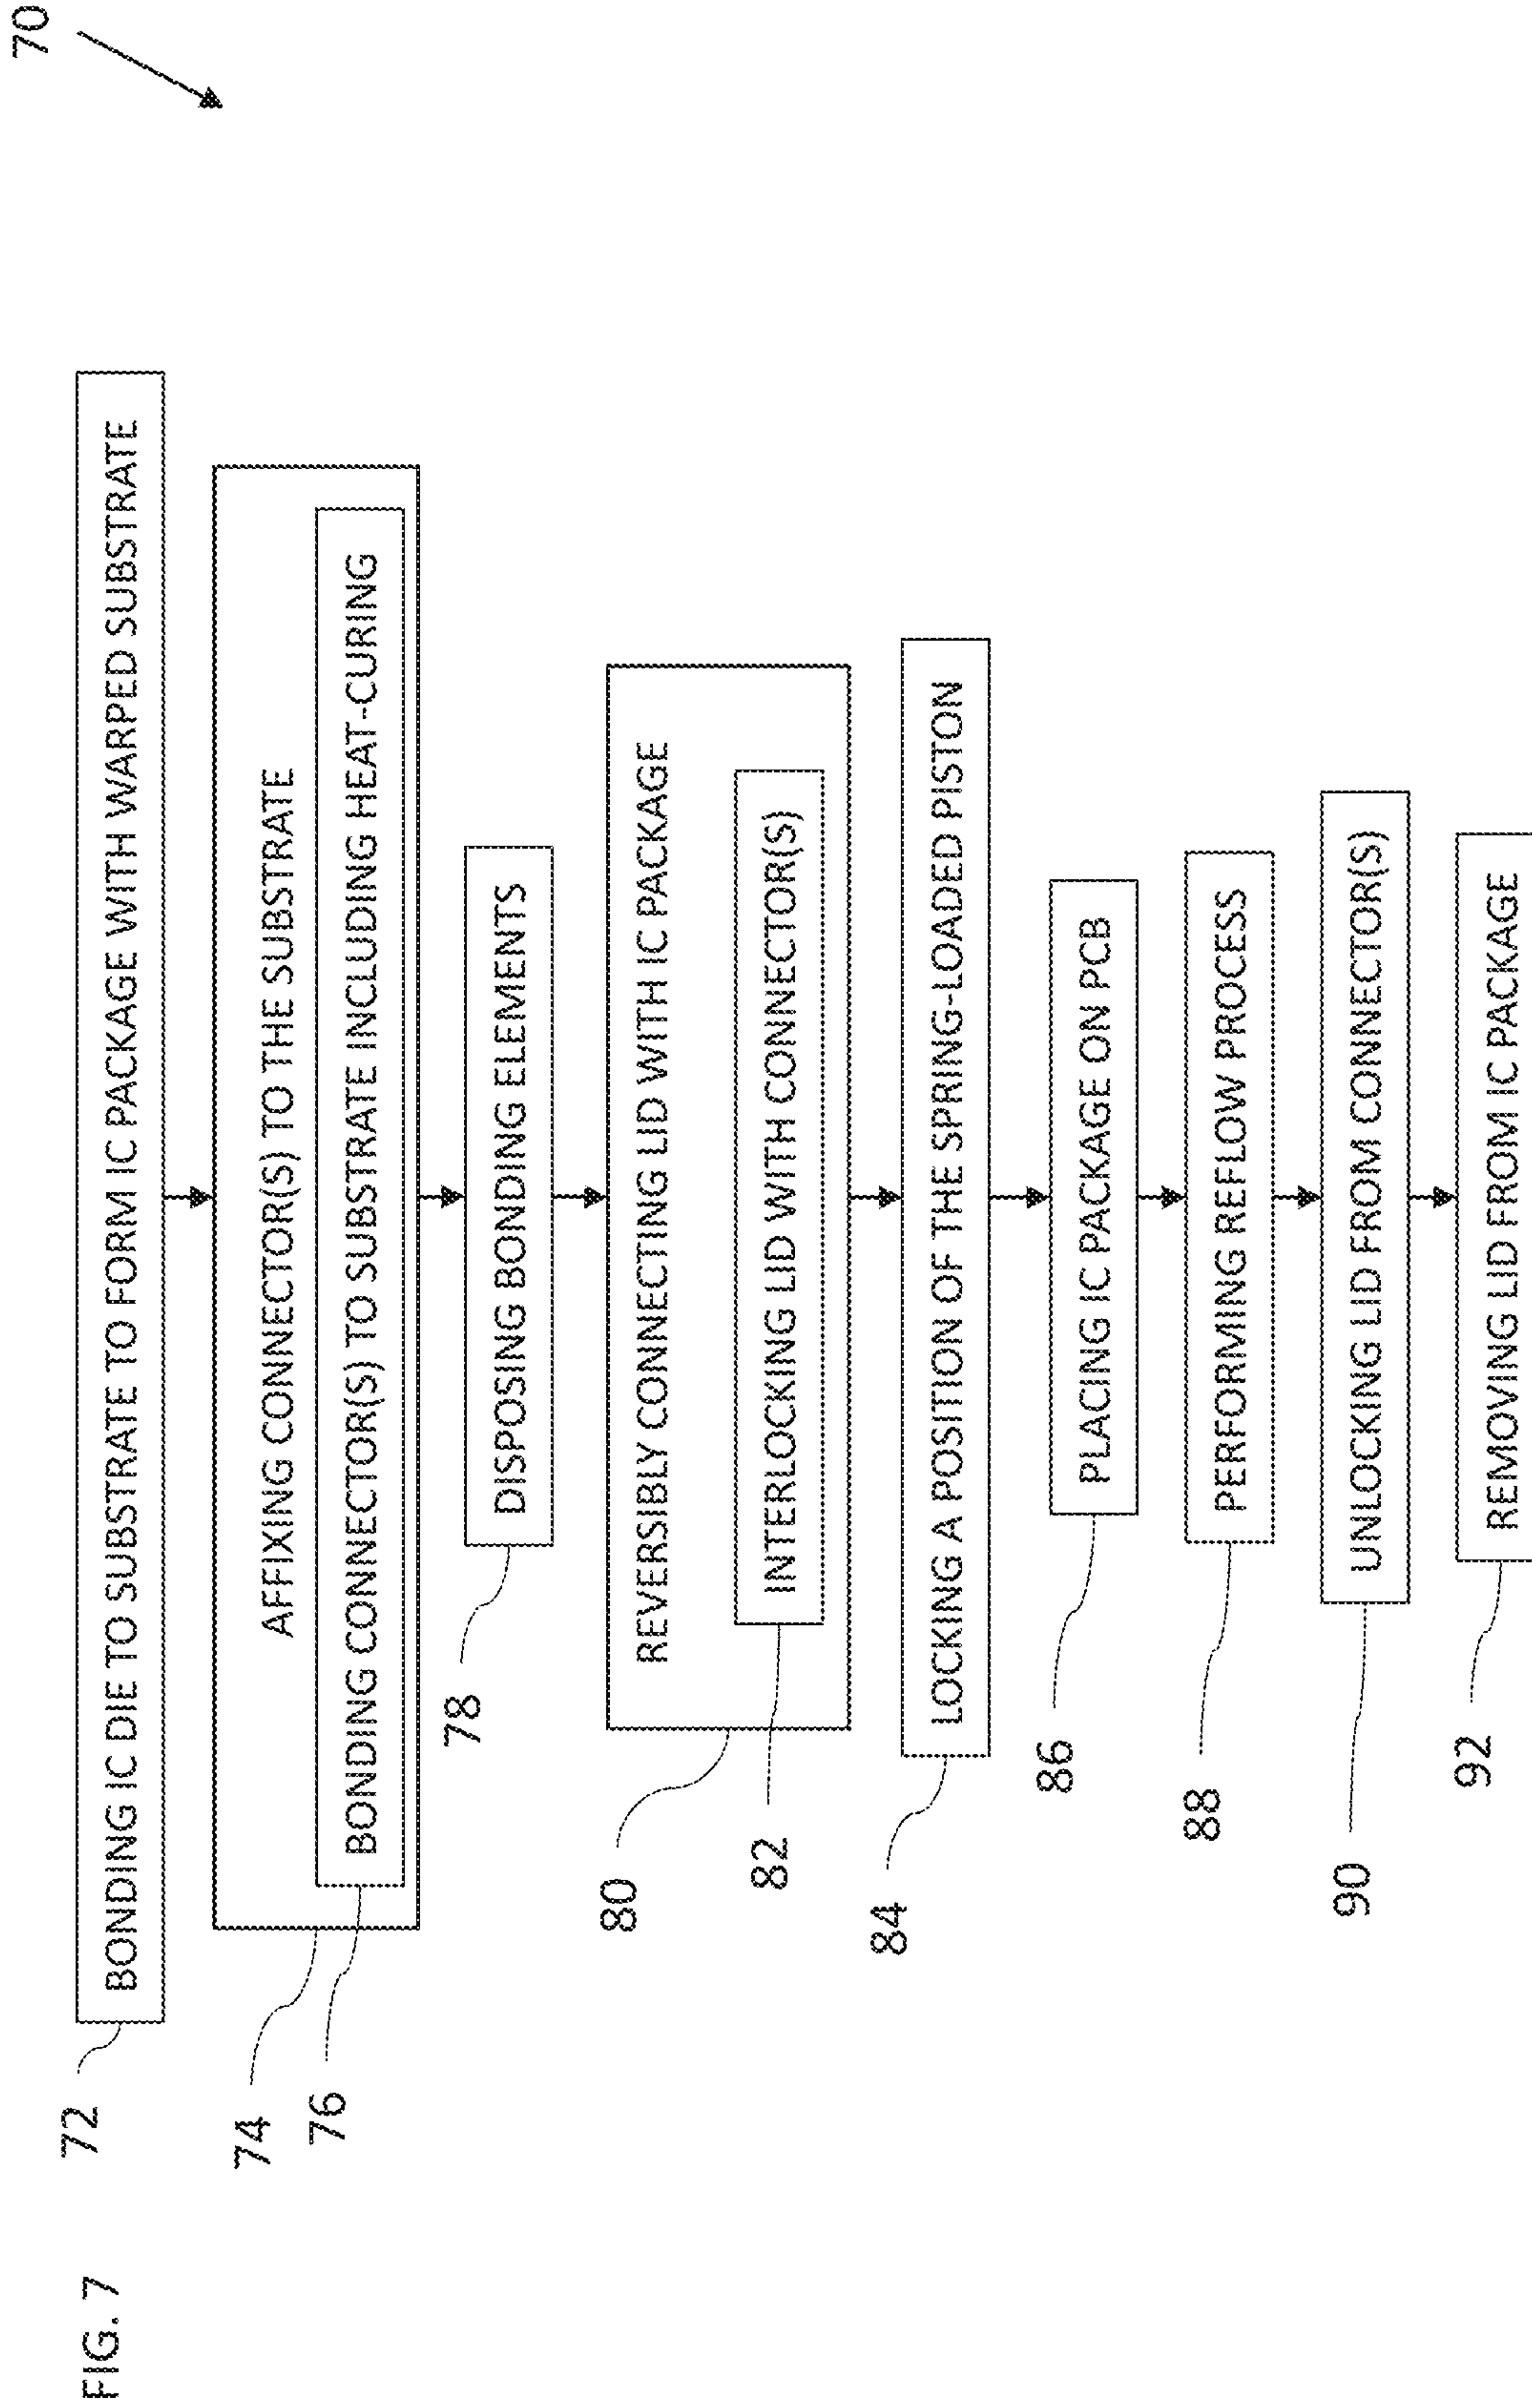 FIG. 7
70
72
BONDING IC DIE TO SUBSTRATE TO FORM IC PACKAGE WITH WARPED SUBSTRATE
74
AFFIXING CONNECTOR(S) TO THE SUBSTRATE
76
BONDING CONNECTOR(S) TO SUBSTRATE INCLUDING HEAT-CURING
78
DISPOSING BONDING ELEMENTS
80
REVERSIBLY CONNECTING LID WITH IC PACKAGE
82
INTERLOCKING LID WITH CONNECTOR(S)
84
LOCKING A POSITION OF THE SPRING-LOADED PISTON
86
PLACING IC PACKAGE ON PCB
88
PERFORMING REFLOW PROCESS
90
UNLOCKING LID FROM CONNECTOR(S)
92
REMOVING LID FROM IC PACKAGE